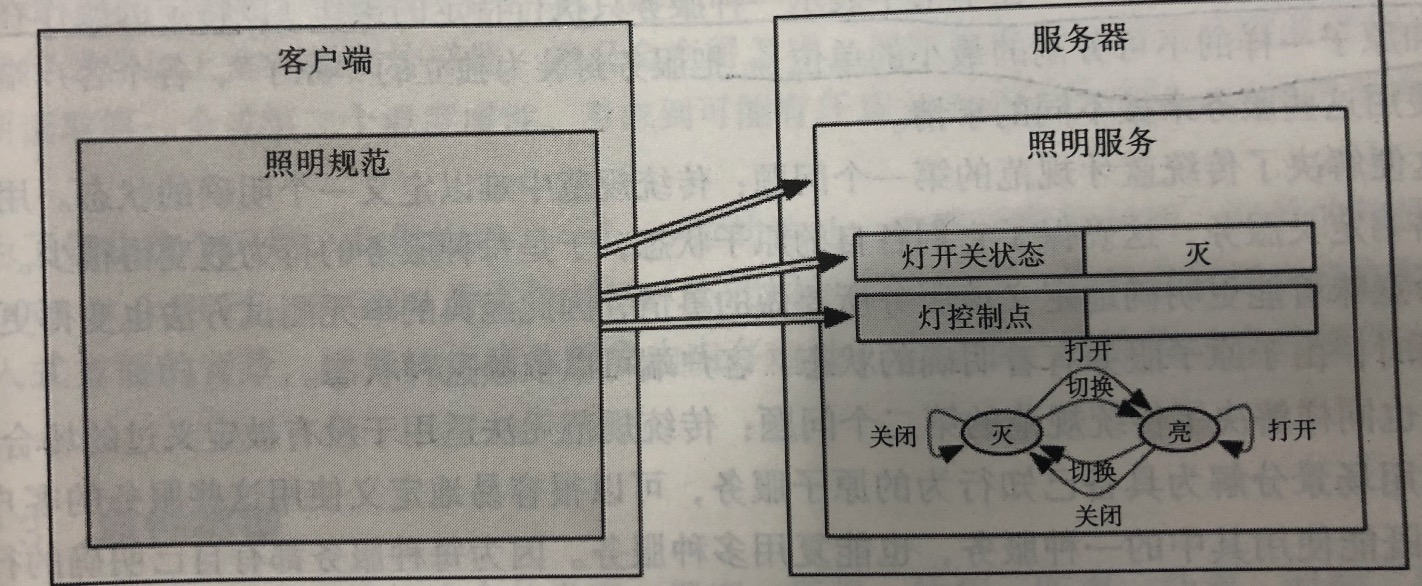 客户端
照明规范
服务器
照明服务
灯开关状态 灭
灯控制点
打开
切换
关闭 灭 亮 打开
切换
关闭